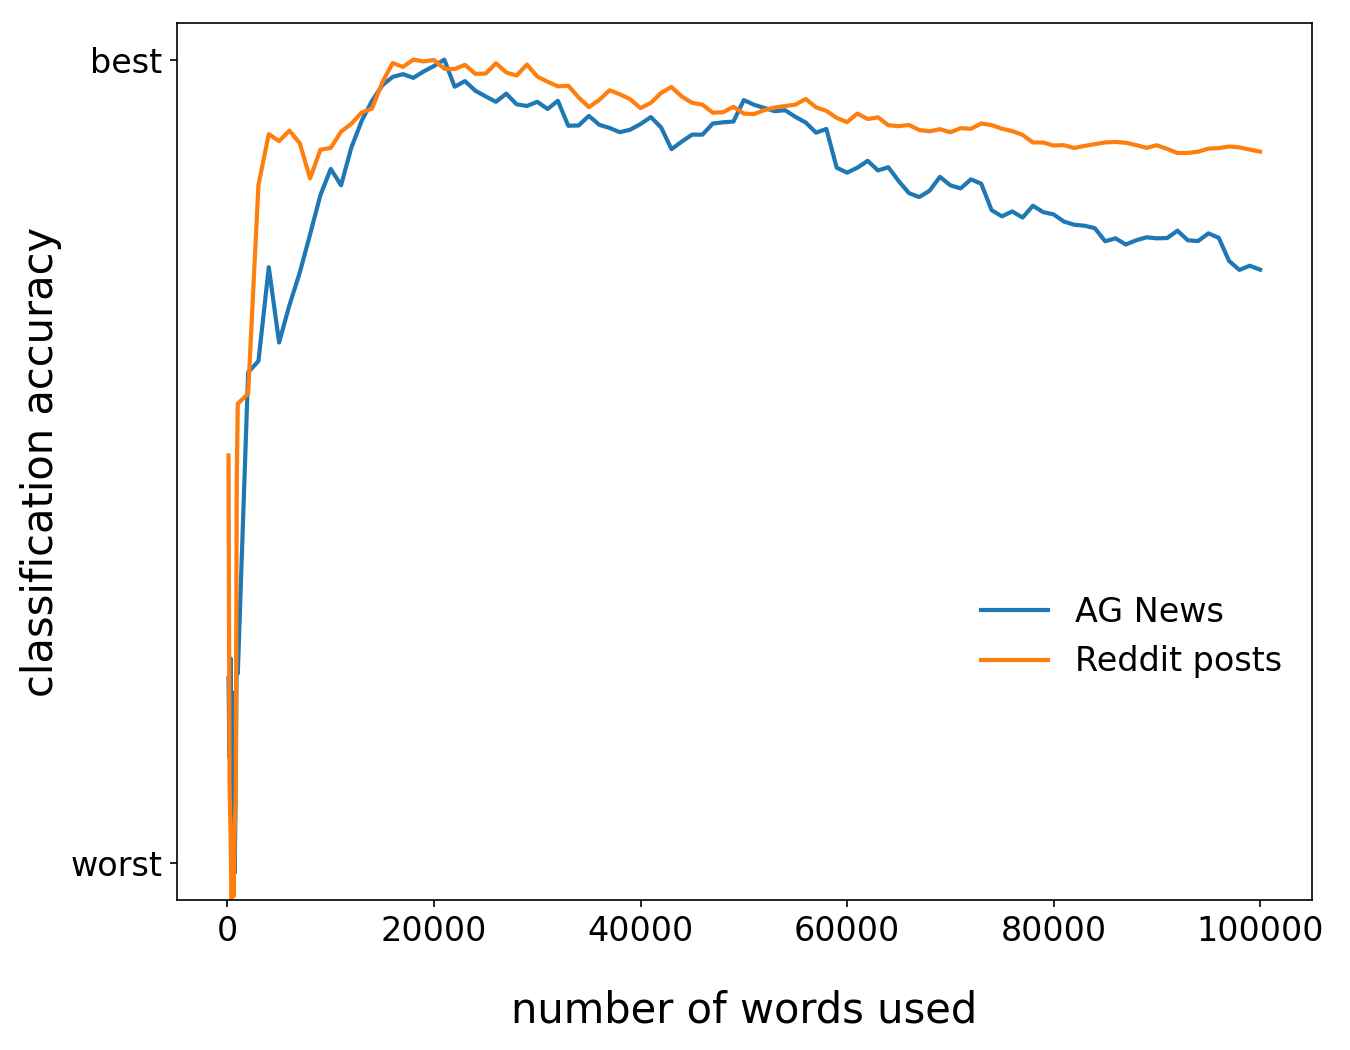 best
worst
classification accuracy
AG News
Reddit posts
0 20000 40000 60000 80000 100000
number of words used